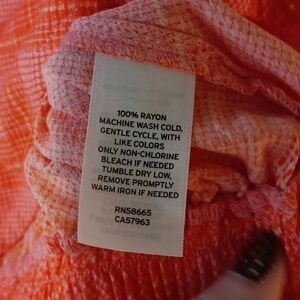 100% RAYON
MACHINE WASH COLD,
GENTLE CYCLE, WITH
LIKE COLORS
ONLY NON-CHLORINE
BLEACH IF NEEDED
TUMBLE DRY LOW,
REMOVE PROMPTLY
WARM IRON IF NEEDED
RN58665
CA57963